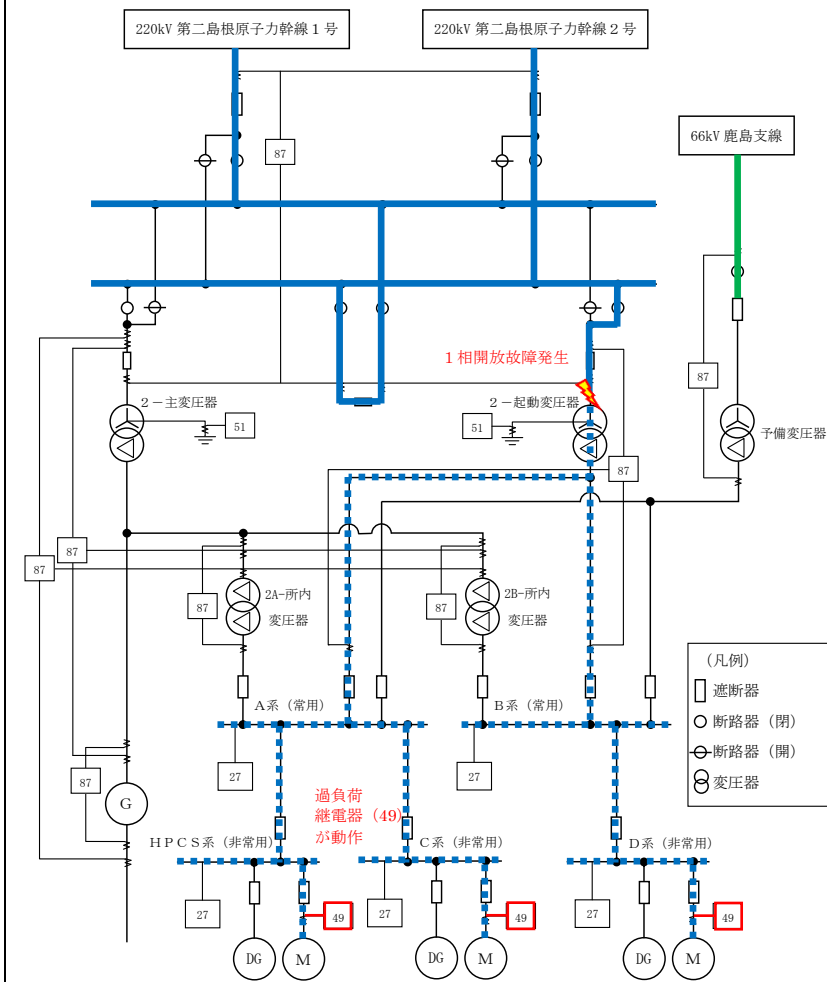 220kV 第二島根原子力幹線1号
220kV 第二島根原子力幹線2号
66kV 鹿島支線
87
1相開放故障発生
87
2-主変圧器
51
2-起動変圧器
51
予備変圧器
87
87
87
87
2A-所内
変圧器
87
2B-所内
変圧器
(凡例)
遮断器
断路器(閉)
断路器(開)
変圧器
A系(常用)
B系(常用)
27
27
87
G
過負荷
継電器(49)
が動作
HPCS系(非常用)
C系(非常用)
D系(非常用)
27
49
27
49
27
49
DG
M
DG
M
DG
M